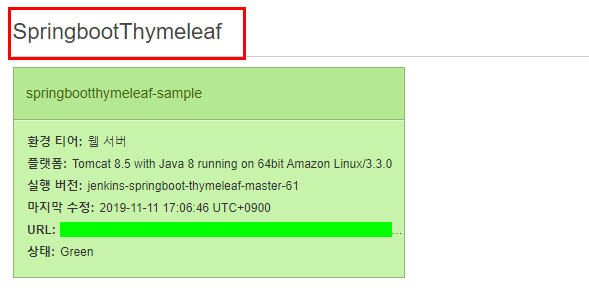 SpringbootThymeleaf
springbootthymeleaf-sample
환경 티어: 웹 서버
플랫폼: Tomcat 8.5 with Java 8 running on 64bit Amazon Linux/3.3.0
실행 버전: jenkins-springboot-thymeleaf-master-61
마지막 수정: 2019-11-11 17:06:46 UTC+0900
URL: ...
상태: Green